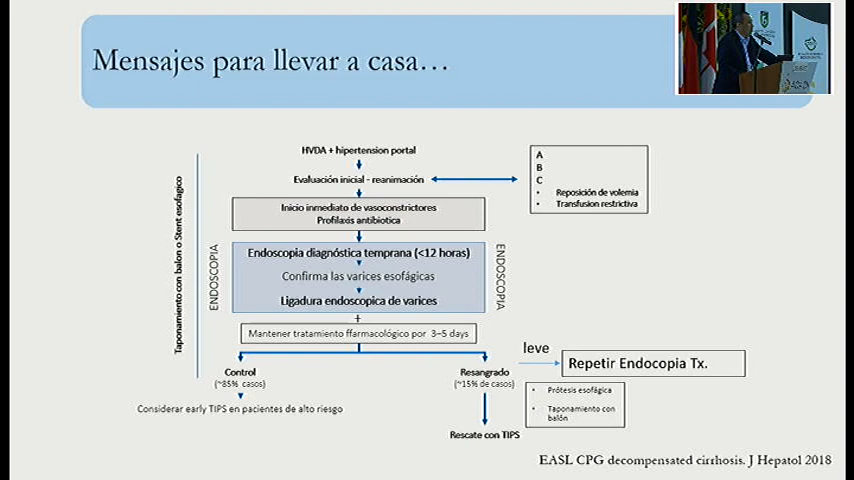 Mensajes para llevar a casa…
HVDA + hipertension portal
Evaluación inicial - reanimación
A
B
C
• Reposición de volemia
• Transfusion restrictiva
Inicio inmediato de vasoconstrictores
Profilaxis antibiotica
Taponamiento con balon o Stent esofagico
ENDOSCOPIA
Endoscopia diagnóstica temprana (<12 horas)
Confirma las varices esofágicas
Ligadura endoscopica de varices
ENDOSCOPIA
+
Mantener tratamiento ffarmacológico por 3–5 days
Control
(~85% casos)
Considerar early TIPS en pacientes de alto riesgo
Resangrado
(~15% de casos)
leve
Repetir Endocopia Tx.
• Prótesis esofágica
• Taponamiento con
balón
Rescate con TIPS
EASL CPG decompensated cirrhosis. J Hepatol 2018